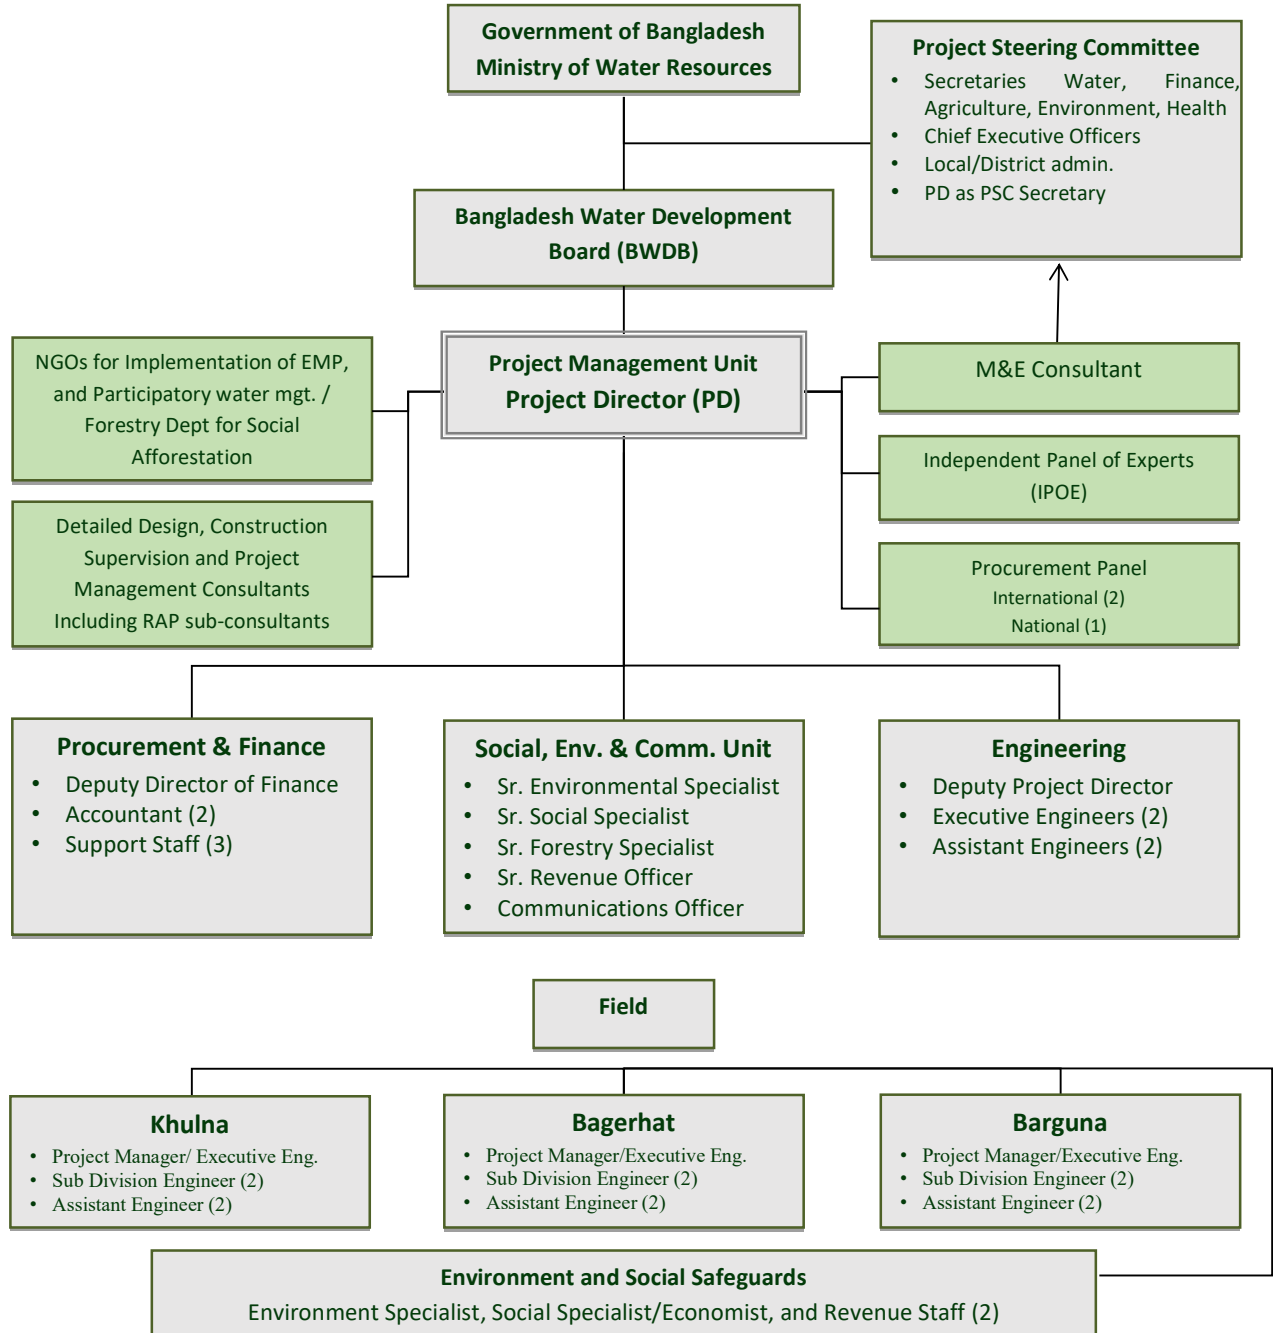 Government of Bangladesh
Ministry of Water Resources
Project Steering Committee
• Secretaries Water, Finance,
Agriculture, Environment, Health
• Chief Executive Officers
• Local/District admin.
• PD as PSC Secretary
Bangladesh Water Development
Board (BWDB)
NGOs for Implementation of EMP,
and Participatory water mgt. /
Forestry Dept for Social
Afforestation
Project Management Unit
Project Director (PD)
M&E Consultant
Independent Panel of Experts
(IPOE)
Detailed Design, Construction
Supervision and Project
Management Consultants
Including RAP sub-consultants
Procurement Panel
International (2)
National (1)
Procurement & Finance
• Deputy Director of Finance
• Accountant (2)
• Support Staff (3)
Social, Env. & Comm. Unit
• Sr. Environmental Specialist
• Sr. Social Specialist
• Sr. Forestry Specialist
• Sr. Revenue Officer
• Communications Officer
Engineering
• Deputy Project Director
• Executive Engineers (2)
• Assistant Engineers (2)
Field
Khulna
• Project Manager/ Executive Eng.
• Sub Division Engineer (2)
• Assistant Engineer (2)
Bagerhat
• Project Manager/Executive Eng.
• Sub Division Engineer (2)
• Assistant Engineer (2)
Barguna
• Project Manager/Executive Eng.
• Sub Division Engineer (2)
• Assistant Engineer (2)
Environment and Social Safeguards
Environment Specialist, Social Specialist/Economist, and Revenue Staff (2)